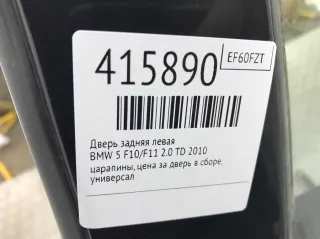 415890
EF60FZT
Дверь задняя левая
BMW 5 F10/F11 2.0 TD 2010
царапины, цена за дверь в сборе,
универсал